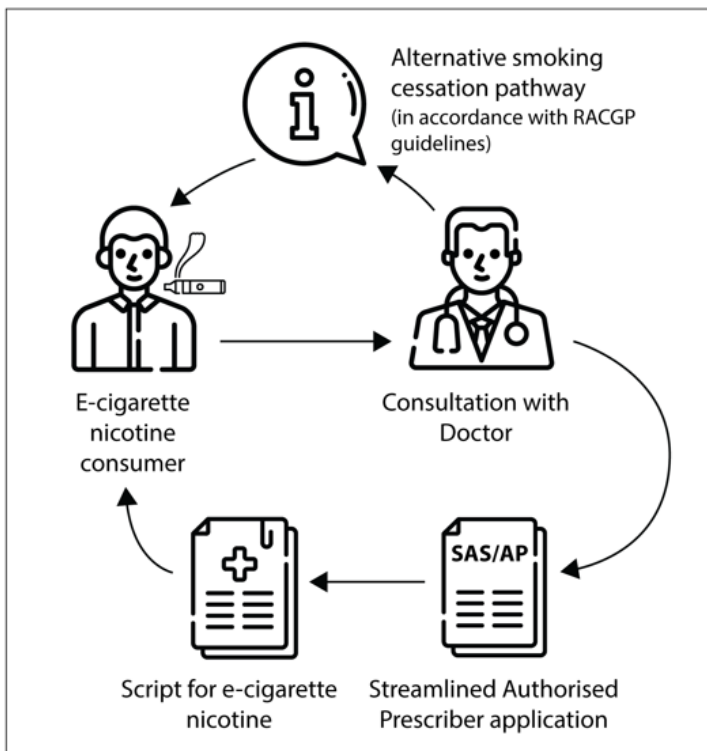 Alternative smoking
cessation pathway
(in accordance with RACGP
guidelines)
E-cigarette
nicotine
consumer
Consultation with
Doctor
SAS/AP
Script for e-cigarette
nicotine
Streamlined Authorised
Prescriber application